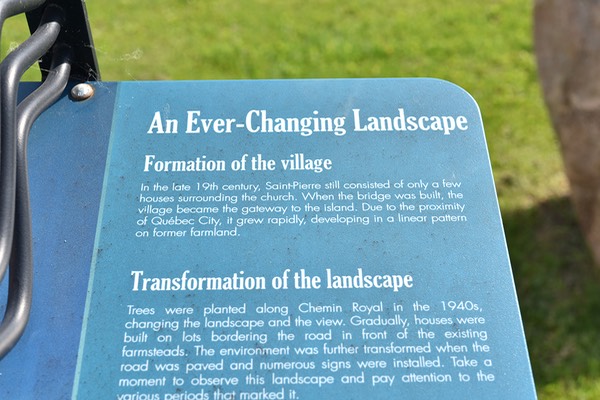 An Ever-Changing Landscape
Formation of the village
In the late 19th century, Saint-Pierre still consisted of only a few
houses surrounding the church. When the bridge was built, the
village became the gateway to the island. Due to the proximity
of Québec City, it grew rapidly, developing in a linear pattern
on former farmland.
Transformation of the landscape
Trees were planted along Chemin Royal in the 1940s,
changing the landscape and the view. Gradually, houses were
built on lots bordering the road in front of the existing
farmsteads. The environment was further transformed when the
road was paved and numerous signs were installed. Take a
moment to observe this landscape and pay attention to the
various periods that marked it.